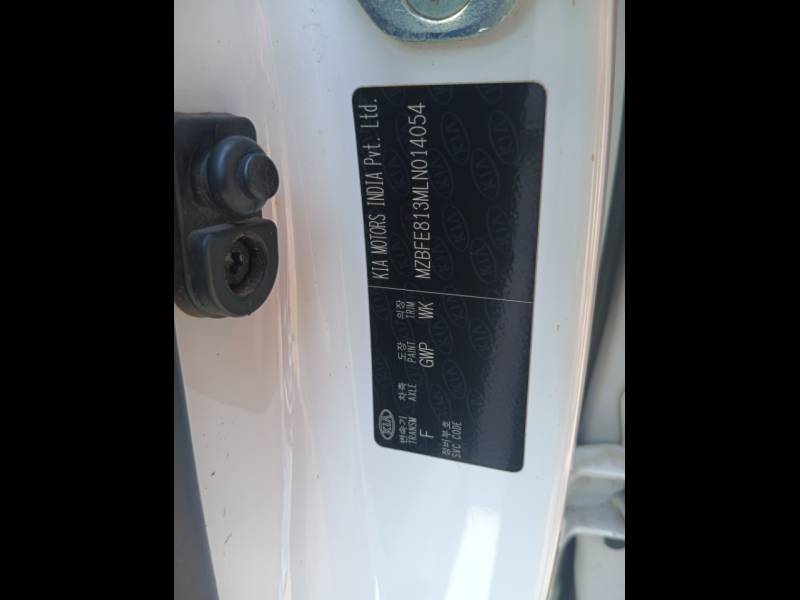 KIA MOTORS INDIA Pvt. Ltd.
MZBFE813MLN014054
KIA
변속기 차축 도장 의장
TRANSM AXLE PAINT TRIM
F GWP WK
정비부호
SVC CODE